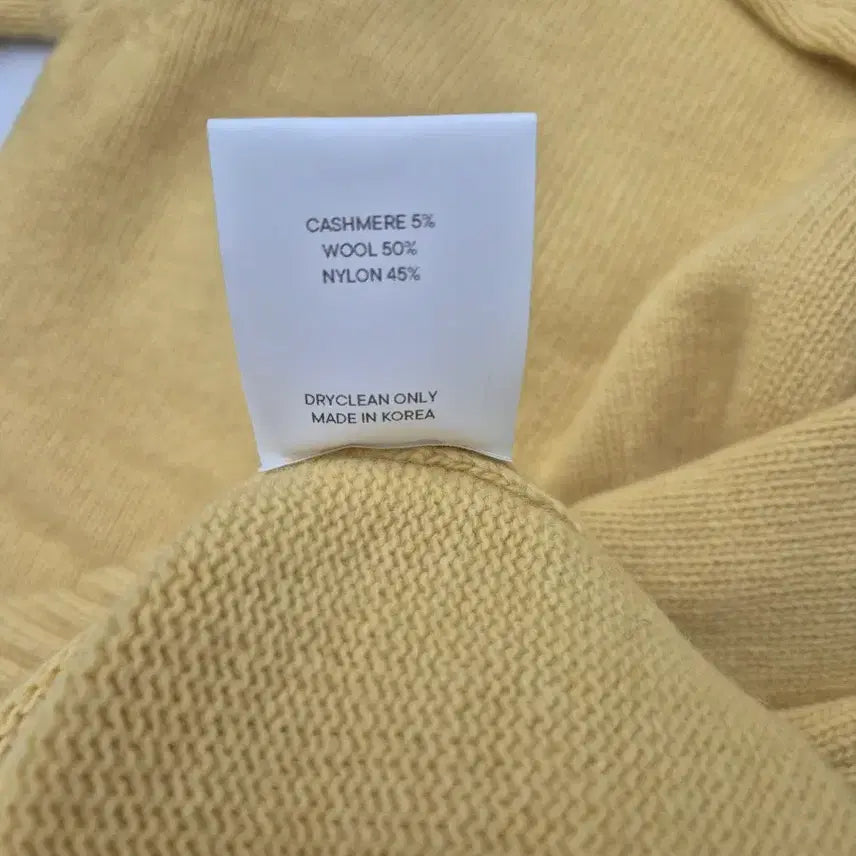 CASHMERE 5%
WOOL 50%
NYLON 45%
DRYCLEAN ONLY
MADE IN KOREA